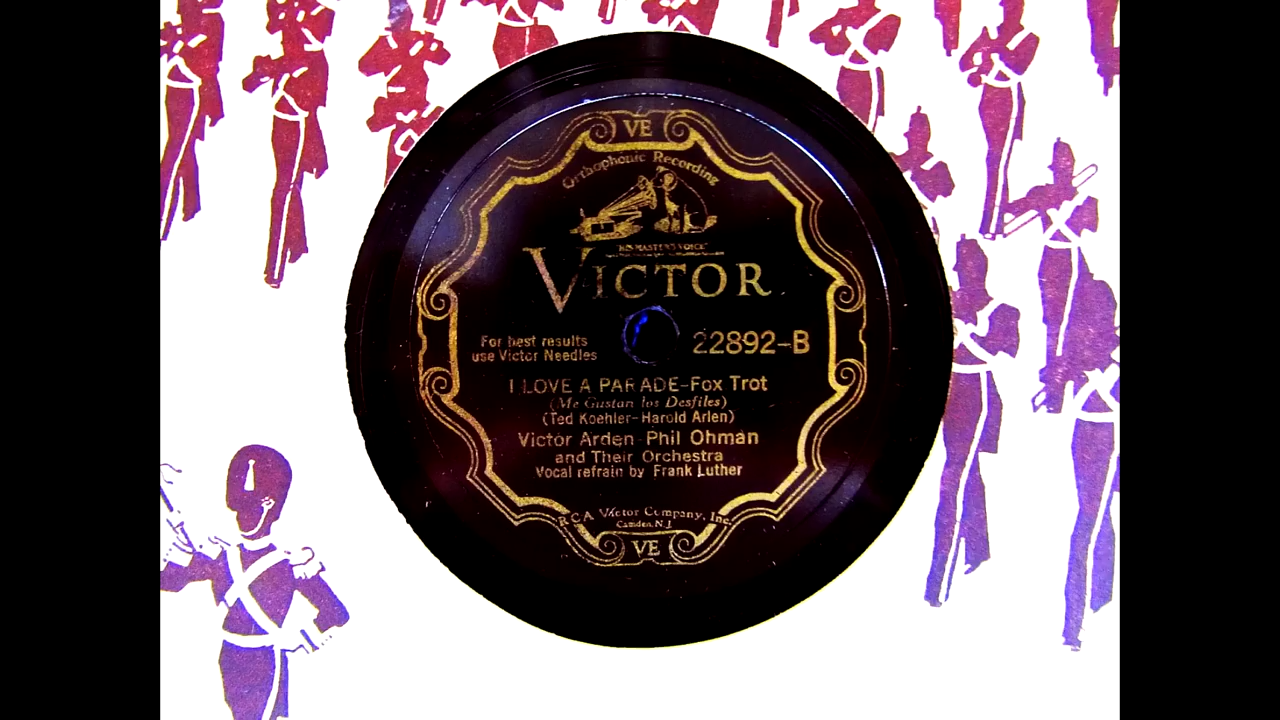 VE
Orthophonic Recording
"HIS MASTER'S VOICE"
VICTOR
For best results
use Victor Needles
22892-B
I LOVE A PARADE-Fox Trot
(Me Gustan los Desfiles)
(Ted Koehler-Harold Arlen)
Victor Arden-Phil Ohman
and Their Orchestra
Vocal refrain by Frank Luther
RCA Victor Company, Inc.
Camden, N.J.
VE